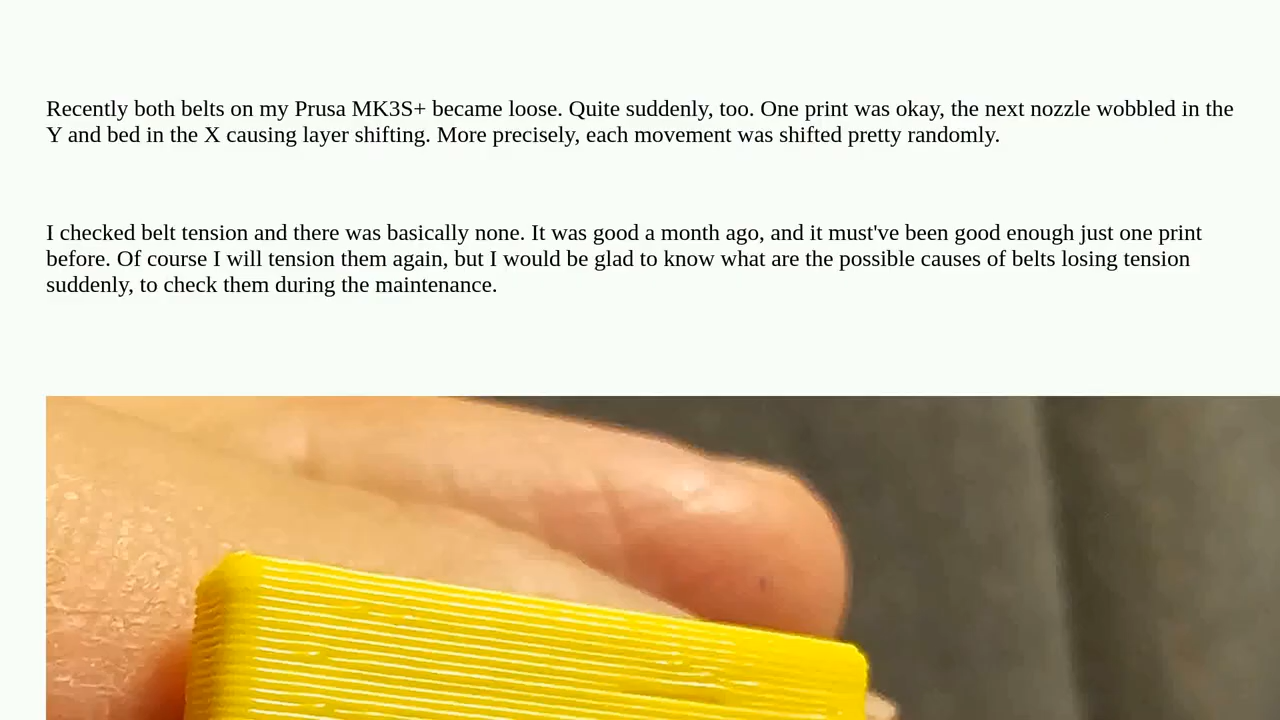 Recently both belts on my Prusa MK3S+ became loose. Quite suddenly, too. One print was okay, the next nozzle wobbled in the
Y and bed in the X causing layer shifting. More precisely, each movement was shifted pretty randomly.
I checked belt tension and there was basically none. It was good a month ago, and it must've been good enough just one print
before. Of course I will tension them again, but I would be glad to know what are the possible causes of belts losing tension
suddenly, to check them during the maintenance.